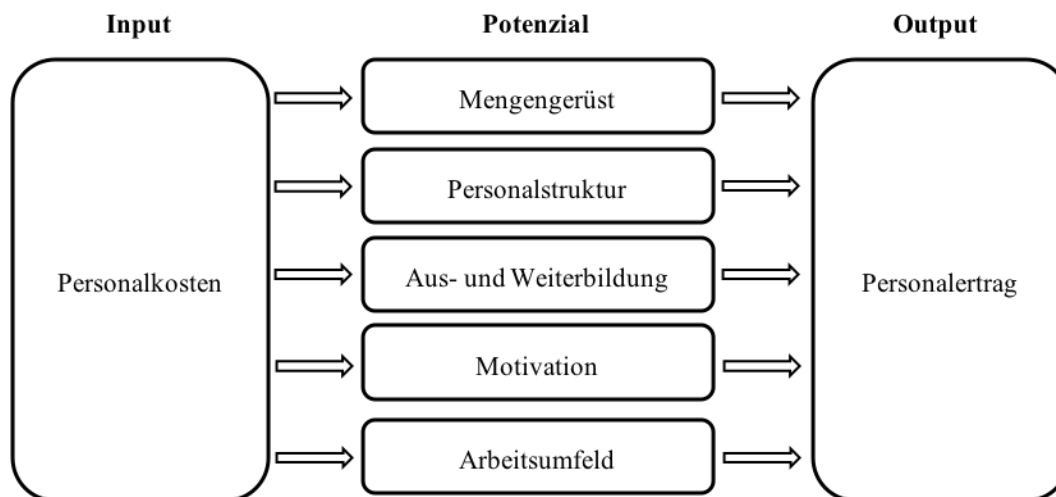 Input
Potenzial
Output
Personalkosten
Mengengerüst
Personalstruktur
Aus- und Weiterbildung
Motivation
Arbeitsumfeld
Personalertrag